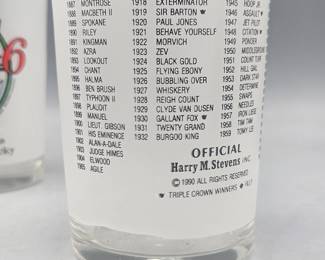 1887 MONTROSE 1918 EXTERMINATOR 1945 HOOP JR
1888 MACBETH II 1919 SIR BARTON 1946 ASSAULT
1889 SPOKANE 1920 PAUL JONES 1947 JET PILOT
1890 RILEY 1921 BEHAVE YOURSELF 1948 CITATION
1891 KINGMAN 1922 MORVICH 1949 PONDER
1892 AZRA 1923 ZEV 1950 MIDDLEGROUND
1893 LOOKOUT 1924 BLACK GOLD 1951 COUNT TURF
1894 CHANT 1925 FLYING EBONY 1952 HILL GAIL
1895 HALMA 1926 BUBBLING OVER 1953 DARK STAR
1896 BEN BRUSH 1927 WHISKERY 1954 DETERMINE
1897 TYPHOON II 1928 REIGH COUNT 1955 SWAPS
1898 PLAUDIT 1929 CLYDE VAN DUSEN 1956 NEEDLES
1899 MANUEL 1930 GALLANT FOX 1957 IRON LIEGE
1900 LIEUT. GIBSON 1931 TWENTY GRAND 1958 TIM TAM
1901 HIS EMINENCE 1932 BURGOO KING 1959 TOMY LEE
1902 ALAN-A-DALE
1903 JUDGE HIMES
1904 ELWOOD
1905 AGILE
OFFICIAL
Harry M. Stevens INC.
©1990 ALL RIGHTS RESERVED
TRIPLE CROWN WINNERS
6